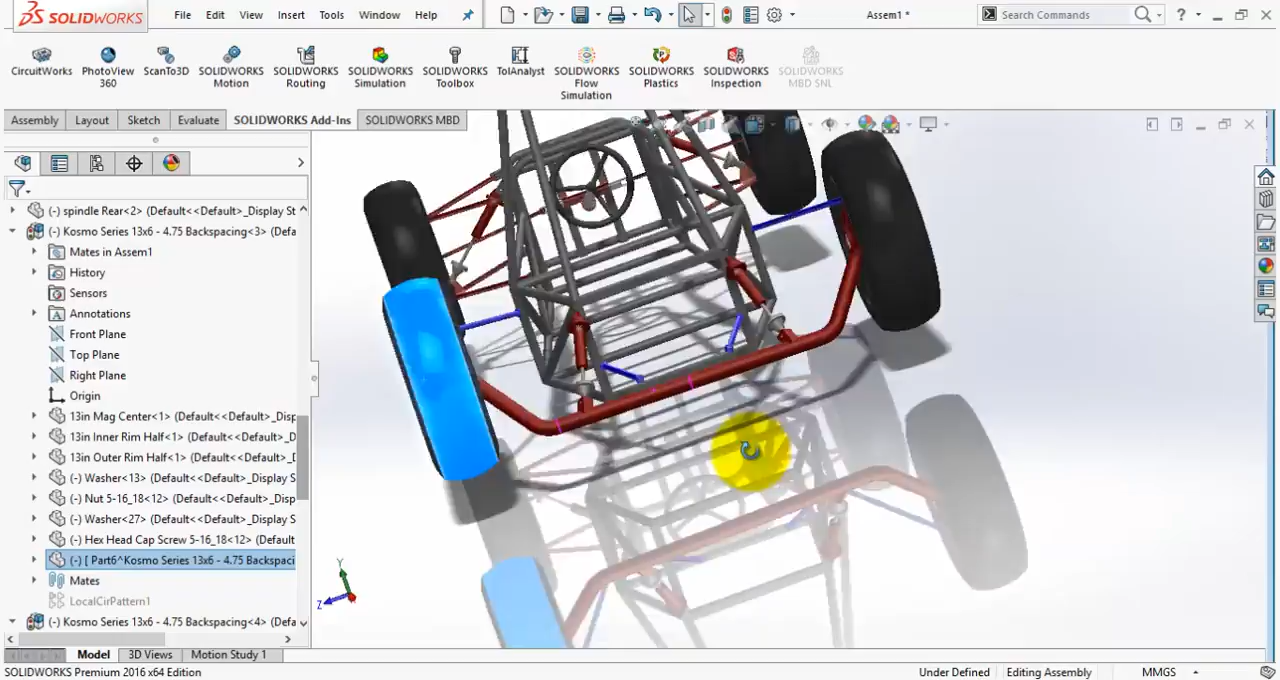 SOLIDWORKS
File Edit View Insert Tools Window Help
Assem1 *
Search Commands
CircuitWorks
PhotoView 360
ScanTo3D
SOLIDWORKS Motion
SOLIDWORKS Routing
SOLIDWORKS Simulation
SOLIDWORKS Toolbox
TolAnalyst
SOLIDWORKS Flow Simulation
SOLIDWORKS Plastics
SOLIDWORKS Inspection
SOLIDWORKS MBD SNL
Assembly Layout Sketch Evaluate SOLIDWORKS Add-Ins SOLIDWORKS MBD
(-) spindle Rear<2> (Default<<Default>_Display St
(-) Kosmo Series 13x6 - 4.75 Backspacing<3> (Defa
Mates in Assem1
History
Sensors
Annotations
Front Plane
Top Plane
Right Plane
Origin
13in Mag Center<1> (Default<<Default>_Disp
13in Inner Rim Half<1> (Default<<Default>_D
13in Outer Rim Half<1> (Default<<Default>_[
(-) Washer<13> (Default<<Default>_Display S
(-) Nut 5-16_18<12> (Default<<Default>_Disp
(-) Washer<27> (Default<<Default>_Display S
(-) Hex Head Cap Screw 5-16_18<12> (Default
(-) [ Part6^Kosmo Series 13x6 - 4.75 Backspaci
Mates
LocalCirPattern1
(-) Kosmo Series 13x6 - 4.75 Backspacing<4> (Defa
Y
Z
Model 3D Views Motion Study 1
SOLIDWORKS Premium 2016 x64 Edition
Under Defined Editing Assembly MMGS